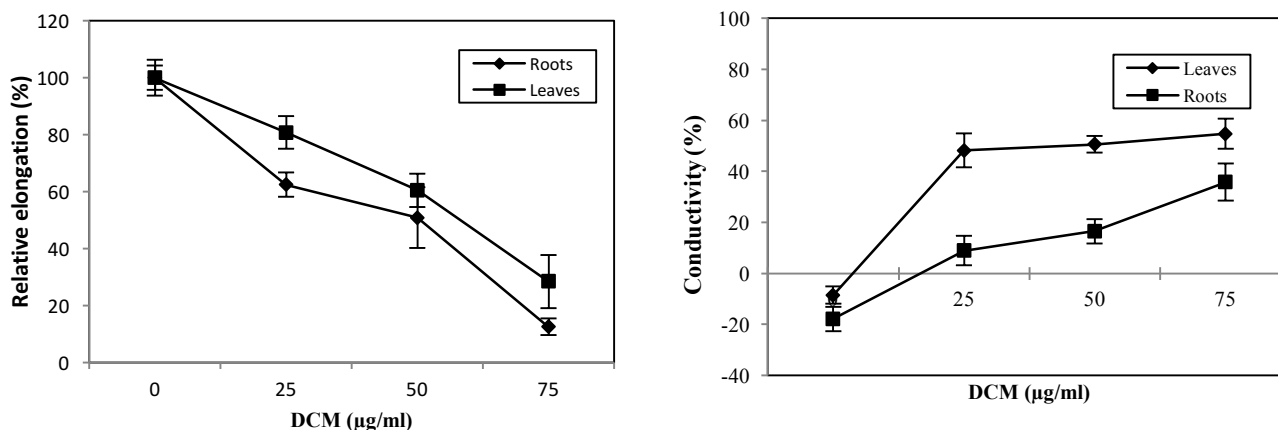 120
100
80
60
40
20
0
Relative elongation (%)
Roots
Leaves
0 25 50 75
DCM (μg/ml)
100
80
60
40
20
0
-20
-40
Conductivity (%)
Leaves
Roots
25 50 75
DCM (μg/ml)